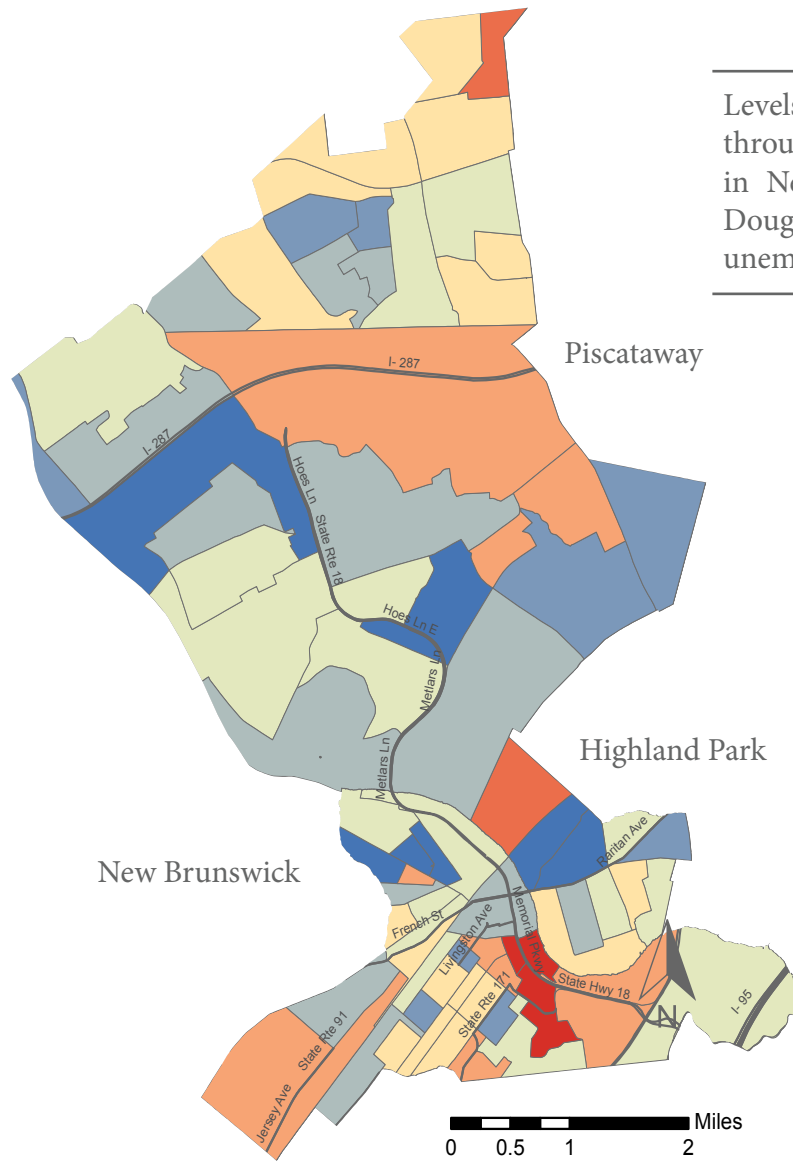 Levels
throu
in Ne
Doug
unem
Piscataway
I- 287
I- 287
Hoes Ln
State Rte 18
Hoes Ln E
Metlars Ln
Metlars Ln
Highland Park
Raritan Ave
New Brunswick
French St
Livingston Ave
Memorial Pkwy
State Hwy 18
State Rte 171
I- 95
N
State Rte 91
Jersey Ave
Miles
0 0.5 1 2